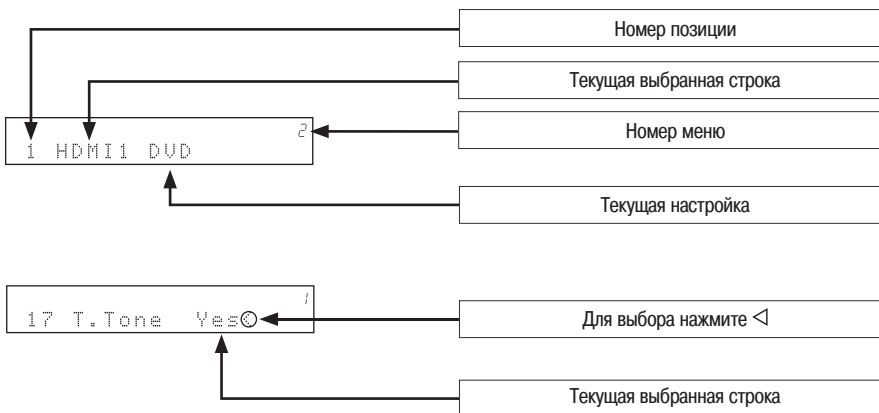 Номер позиции
Текущая выбранная строка
2
Номер меню
1 HDMI1 DVD
Текущая настройка
1
17 T.Tone Yes
Для выбора нажмите ◁
Текущая выбранная строка